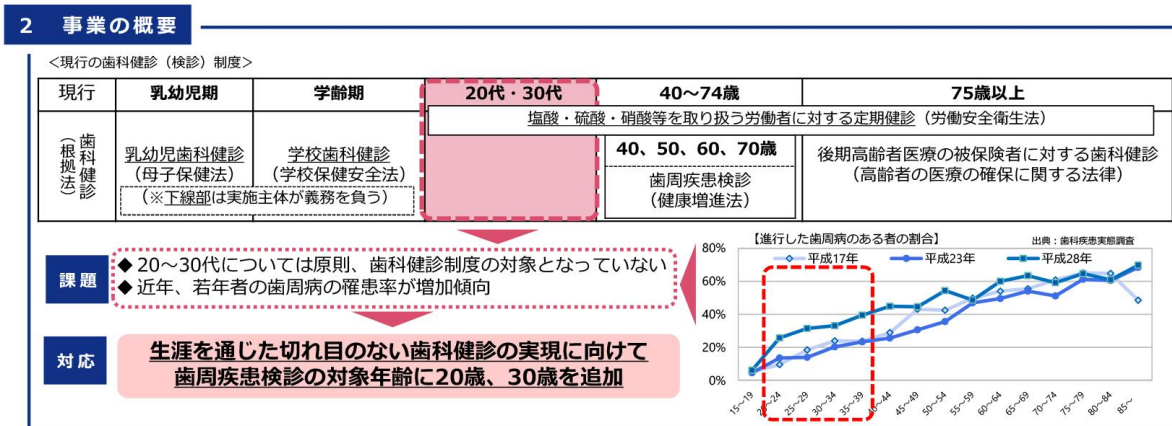 2 事業の概要
<現行の歯科健診（検診）制度>
現行 乳幼児期 学齢期 20代・30代 40～74歳 75歳以上
塩酸・硫酸・硝酸等を取り扱う労働者に対する定期健診（労働安全衛生法）
歯科健診
（根拠法）
乳幼児歯科健診
（母子保健法）
学校歯科健診
（学校保健安全法）
（※下線部は実施主体が義務を負う）
40、50、60、70歳
歯周疾患検診
（健康増進法）
後期高齢者医療の被保険者に対する歯科健診
（高齢者の医療の確保に関する法律）
課題
◆ 20～30代については原則、歯科健診制度の対象となっていない
◆ 近年、若年者の歯周病の罹患率が増加傾向
対応
生涯を通じた切れ目のない歯科健診の実現に向けて
歯周疾患検診の対象年齢に20歳、30歳を追加
【進行した歯周病のある者の割合】
出典：歯科疾患実態調査
平成17年 平成23年 平成28年
80%
60%
40%
20%
0%
15～19 20～24 25～29 30～34 35～39 40～44 45～49 50～54 55～59 60～64 65～69 70～74 75～79 80～84 85～